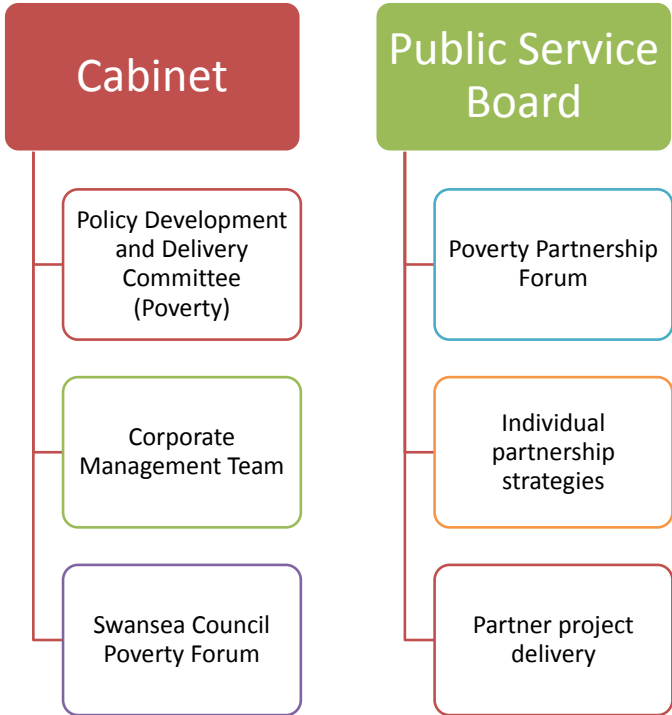 Cabinet
Policy Development
and Delivery
Committee
(Poverty)
Corporate
Management Team
Swansea Council
Poverty Forum
Public Service
Board
Poverty Partnership
Forum
Individual
partnership
strategies
Partner project
delivery